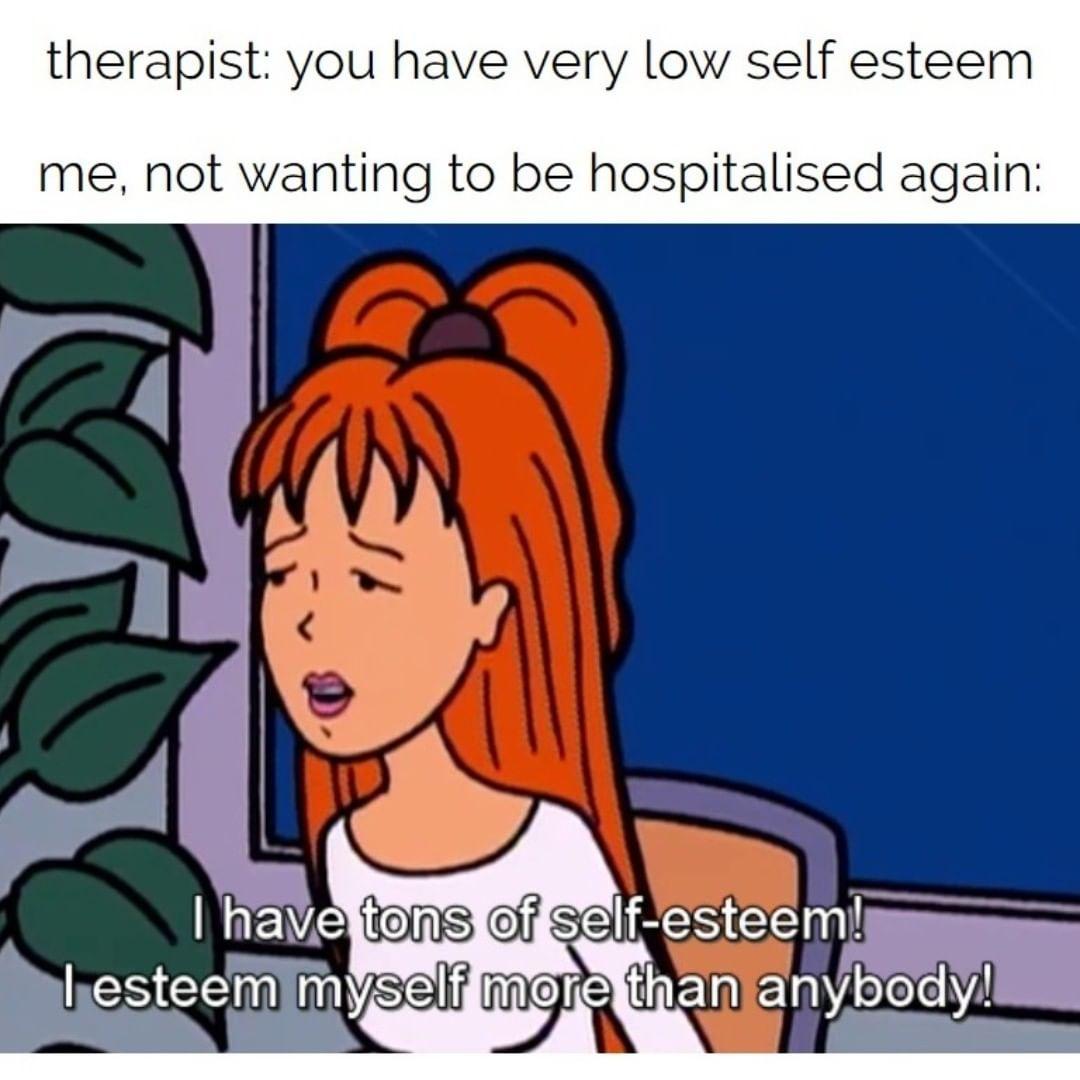 therapist: you have very low self esteem
me, not wanting to be hospitalised again:
I have tons of self-esteem!
I esteem myself more than anybody!